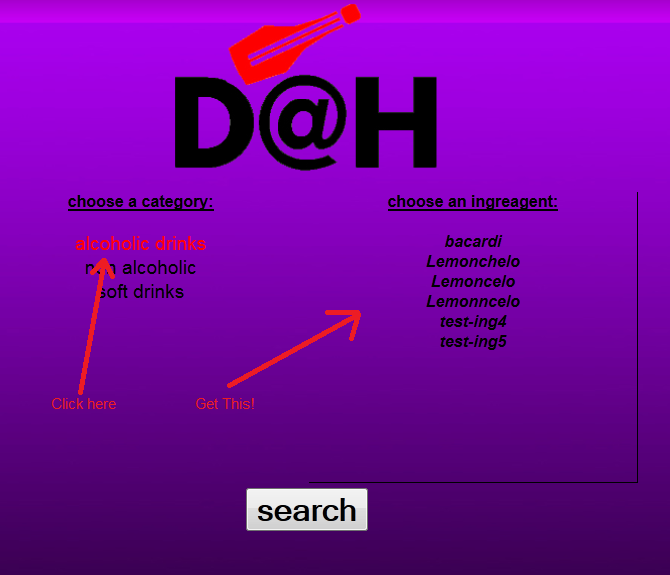 D@H
choose a category:
choose an ingreagent:
alcoholic drinks
non alcoholic
soft drinks
bacardi
Lemonchelo
Lemoncelo
Lemonncelo
test-ing4
test-ing5
Click here
Get This!
search